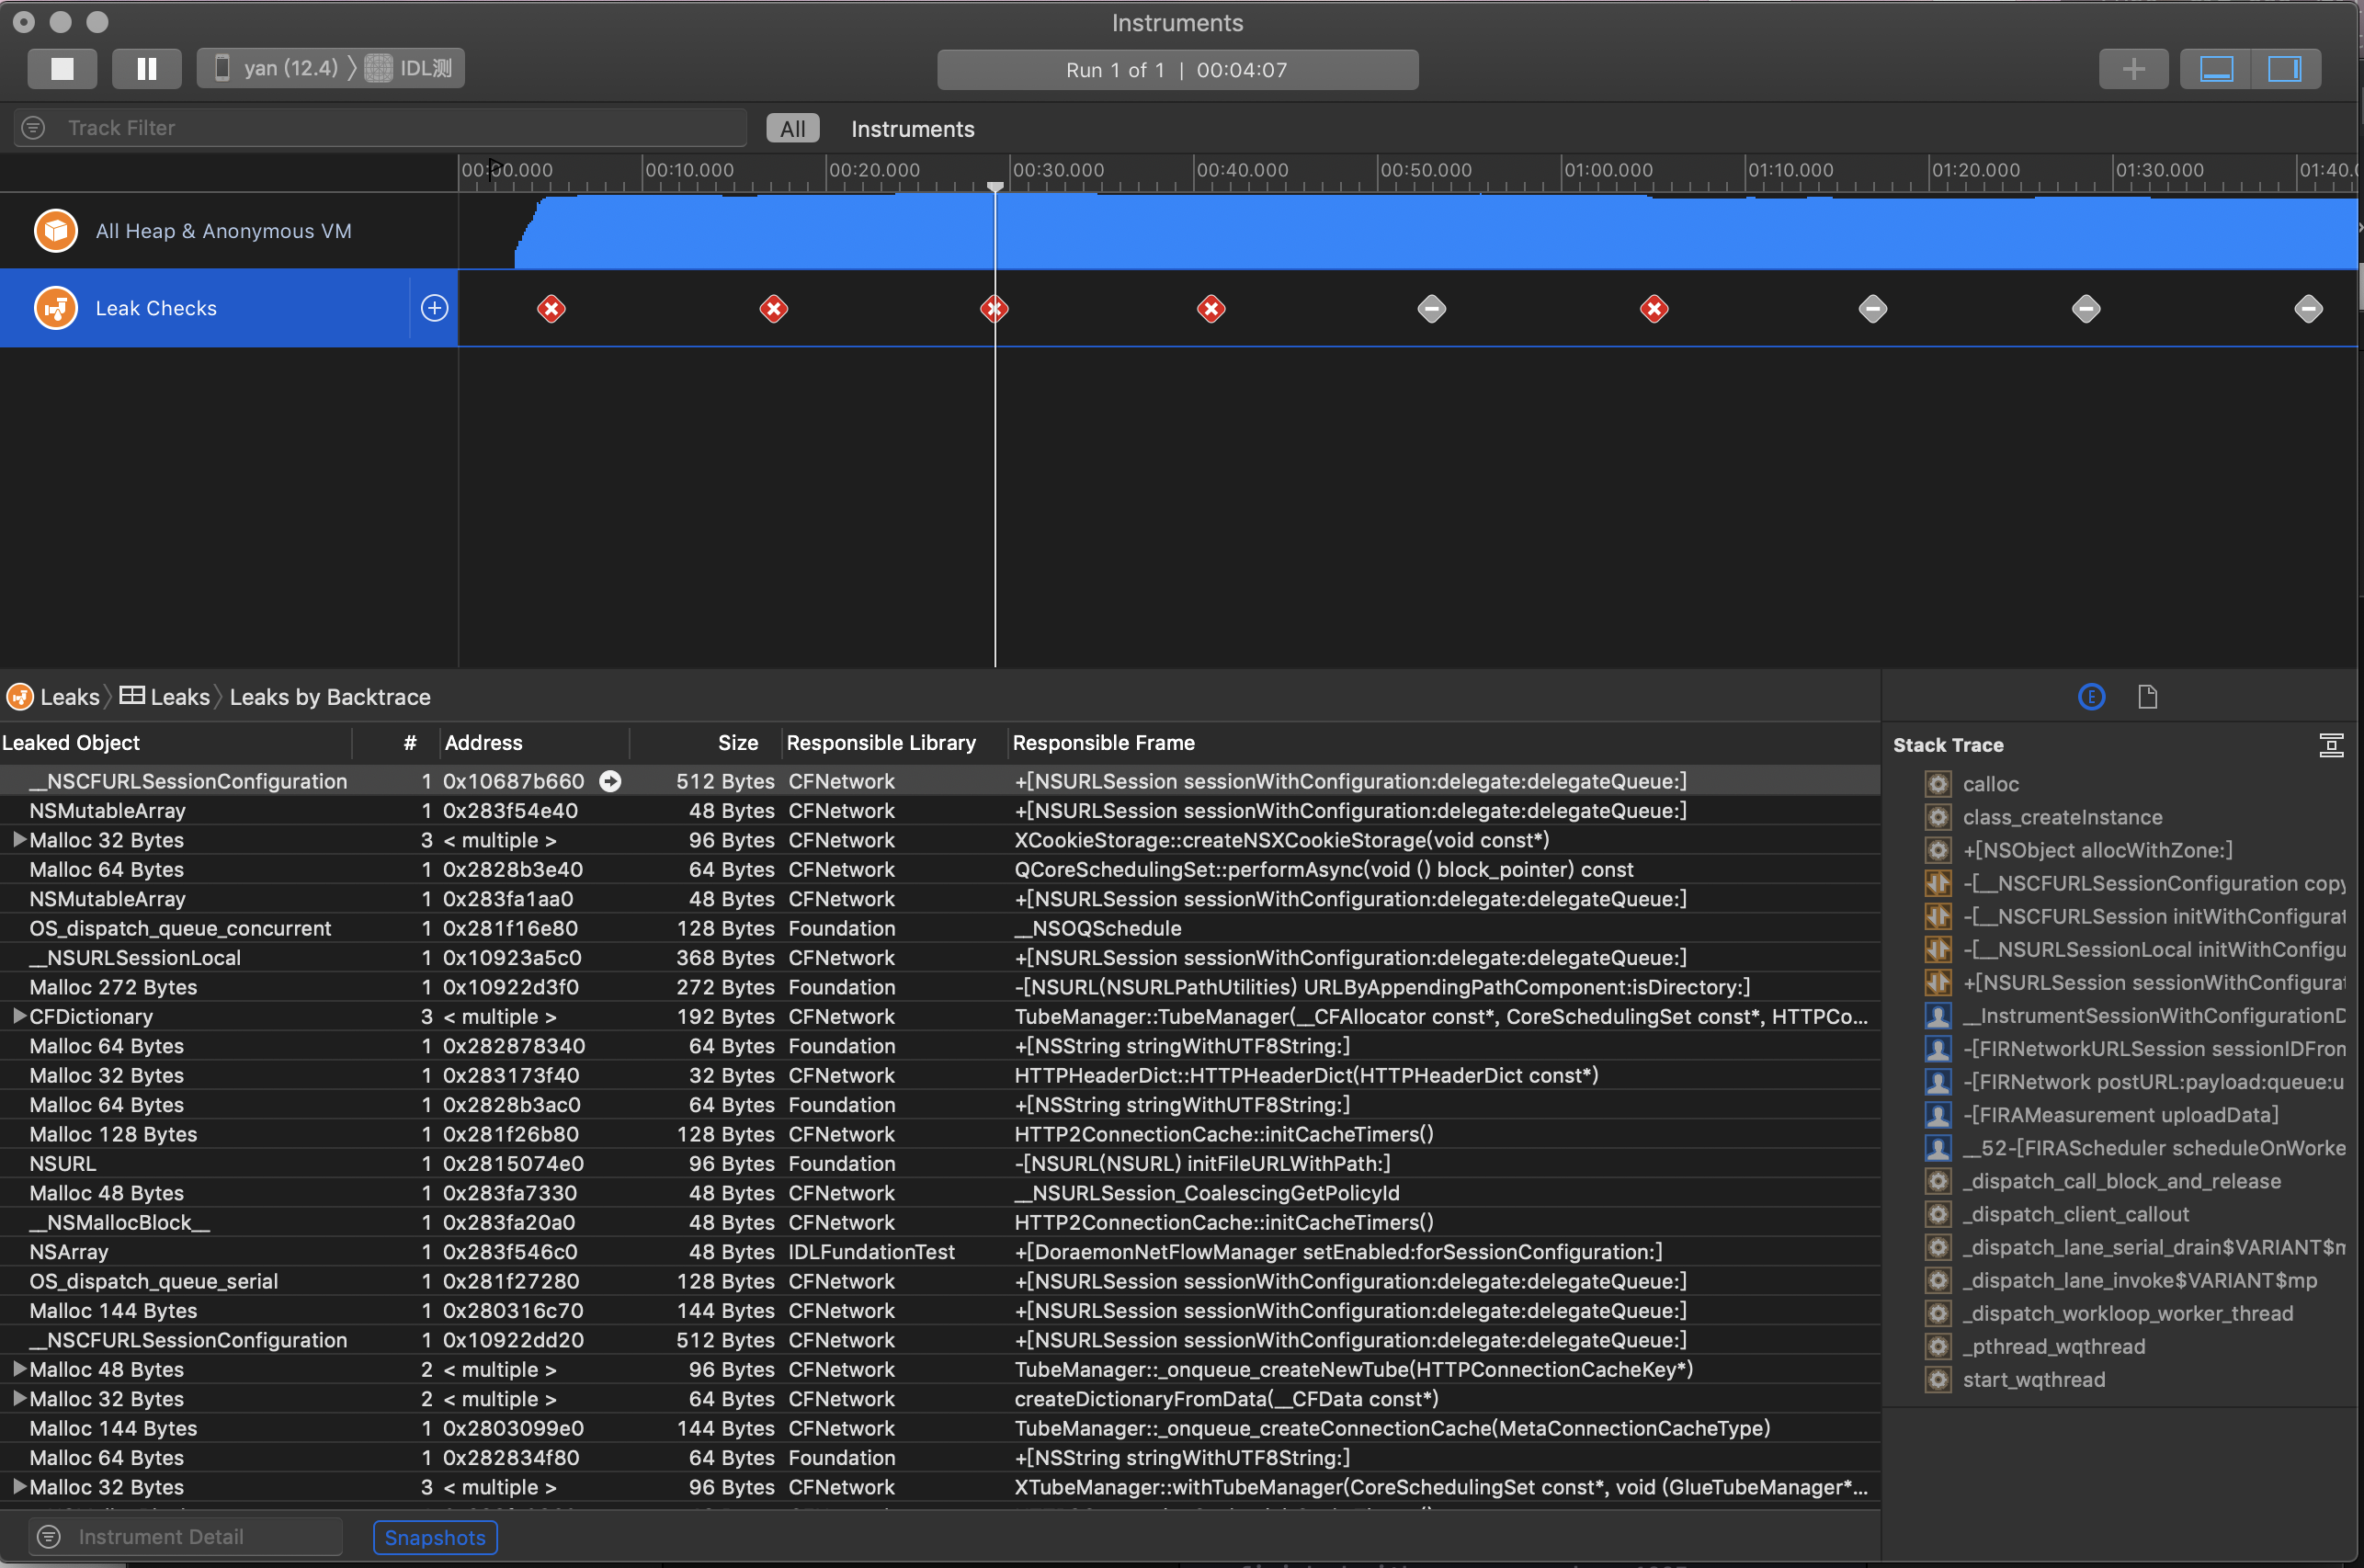 Instruments
yan (12.4) 〉 IDL测
Run 1 of 1 | 00:04:07
Track Filter
All Instruments
00:00.000 00:10.000 00:20.000 00:30.000 00:40.000 00:50.000 01:00.000 01:10.000 01:20.000 01:30.000 01:40.
All Heap & Anonymous VM
Leak Checks
Leaks 〉 Leaks 〉 Leaks by Backtrace
Leaked Object # Address Size Responsible Library Responsible Frame
__NSCFURLSessionConfiguration 1 0x10687b660 512 Bytes CFNetwork +[NSURLSession sessionWithConfiguration:delegate:delegateQueue:]
NSMutableArray 1 0x283f54e40 48 Bytes CFNetwork +[NSURLSession sessionWithConfiguration:delegate:delegateQueue:]
Malloc 32 Bytes 3 < multiple > 96 Bytes CFNetwork XCookieStorage::createNSXCookieStorage(void const*)
Malloc 64 Bytes 1 0x2828b3e40 64 Bytes CFNetwork QCoreSchedulingSet::performAsync(void () block_pointer) const
NSMutableArray 1 0x283fa1aa0 48 Bytes CFNetwork +[NSURLSession sessionWithConfiguration:delegate:delegateQueue:]
OS_dispatch_queue_concurrent 1 0x281f16e80 128 Bytes Foundation __NSOQSchedule
__NSURLSessionLocal 1 0x10923a5c0 368 Bytes CFNetwork +[NSURLSession sessionWithConfiguration:delegate:delegateQueue:]
Malloc 272 Bytes 1 0x10922d3f0 272 Bytes Foundation -[NSURL(NSURLPathUtilities) URLByAppendingPathComponent:isDirectory:]
CFDictionary 3 < multiple > 192 Bytes CFNetwork TubeManager::TubeManager(__CFAllocator const*, CoreSchedulingSet const*, HTTPCo...
Malloc 64 Bytes 1 0x282878340 64 Bytes Foundation +[NSString stringWithUTF8String:]
Malloc 32 Bytes 1 0x283173f40 32 Bytes CFNetwork HTTPHeaderDict::HTTPHeaderDict(HTTPHeaderDict const*)
Malloc 64 Bytes 1 0x2828b3ac0 64 Bytes Foundation +[NSString stringWithUTF8String:]
Malloc 128 Bytes 1 0x281f26b80 128 Bytes CFNetwork HTTP2ConnectionCache::initCacheTimers()
NSURL 1 0x2815074e0 96 Bytes Foundation -[NSURL(NSURL) initFileURLWithPath:]
Malloc 48 Bytes 1 0x283fa7330 48 Bytes CFNetwork __NSURLSession_CoalescingGetPolicyId
__NSMallocBlock__ 1 0x283fa20a0 48 Bytes CFNetwork HTTP2ConnectionCache::initCacheTimers()
NSArray 1 0x283f546c0 48 Bytes IDLFundationTest +[DoraemonNetFlowManager setEnabled:forSessionConfiguration:]
OS_dispatch_queue_serial 1 0x281f27280 128 Bytes CFNetwork +[NSURLSession sessionWithConfiguration:delegate:delegateQueue:]
Malloc 144 Bytes 1 0x280316c70 144 Bytes CFNetwork +[NSURLSession sessionWithConfiguration:delegate:delegateQueue:]
__NSCFURLSessionConfiguration 1 0x10922dd20 512 Bytes CFNetwork +[NSURLSession sessionWithConfiguration:delegate:delegateQueue:]
Malloc 48 Bytes 2 < multiple > 96 Bytes CFNetwork TubeManager::_onqueue_createNewTube(HTTPConnectionCacheKey*)
Malloc 32 Bytes 2 < multiple > 64 Bytes CFNetwork createDictionaryFromData(__CFData const*)
Malloc 144 Bytes 1 0x2803099e0 144 Bytes CFNetwork TubeManager::_onqueue_createConnectionCache(MetaConnectionCacheType)
Malloc 64 Bytes 1 0x282834f80 64 Bytes Foundation +[NSString stringWithUTF8String:]
Malloc 32 Bytes 3 < multiple > 96 Bytes CFNetwork XTubeManager::withTubeManager(CoreSchedulingSet const*, void (GlueTubeManager*...
Instrument Detail Snapshots
E
Stack Trace
calloc
class_createInstance
+[NSObject allocWithZone:]
-[__NSCFURLSessionConfiguration copy
-[__NSCFURLSession initWithConfigurat
-[__NSURLSessionLocal initWithConfigu
+[NSURLSession sessionWithConfigurat
__InstrumentSessionWithConfigurationD
-[FIRNetworkURLSession sessionIDFron
-[FIRNetwork postURL:payload:queue:u
-[FIRAMeasurement uploadData]
__52-[FIRAScheduler scheduleOnWorke
_dispatch_call_block_and_release
_dispatch_client_callout
_dispatch_lane_serial_drain$VARIANT$m
_dispatch_lane_invoke$VARIANT$mp
_dispatch_workloop_worker_thread
_pthread_wqthread
start_wqthread